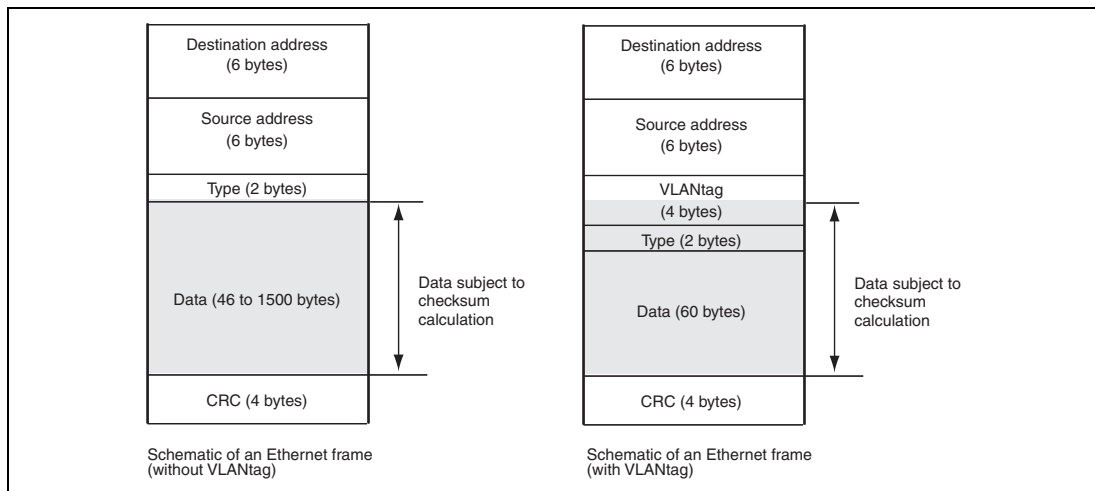 Destination address
(6 bytes)
Source address
(6 bytes)
Type (2 bytes)
Data (46 to 1500 bytes)
CRC (4 bytes)
Data subject to
checksum
calculation
Schematic of an Ethernet frame
(without VLANtag)
Destination address
(6 bytes)
Source address
(6 bytes)
VLANtag
(4 bytes)
Type (2 bytes)
Data (60 bytes)
CRC (4 bytes)
Data subject to
checksum
calculation
Schematic of an Ethernet frame
(with VLANtag)